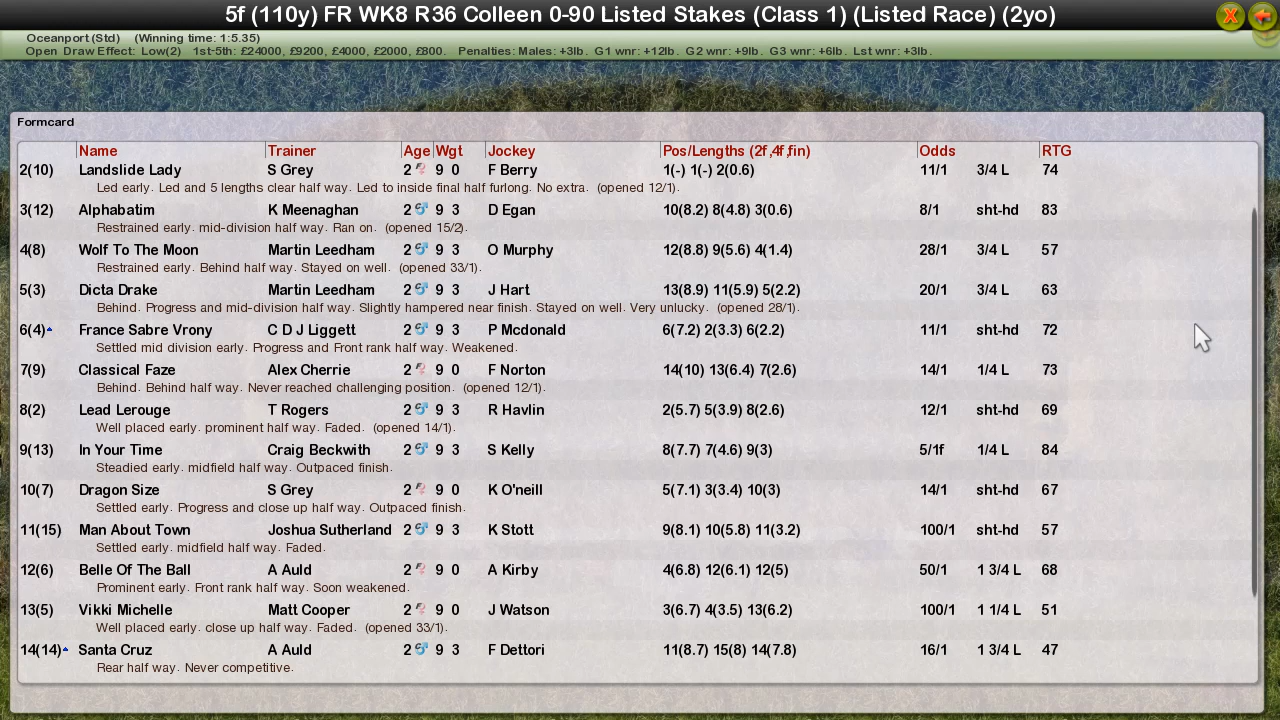 5f (110y) FR WK8 R36 Colleen 0-90 Listed Stakes (Class 1) (Listed Race) (2yo)
Oceanport(Std) (Winning time: 1:5.35)
Open Draw Effect: Low(2) 1st-5th: £24000, £9200, £4000, £2000, £800. Penalties: Males: +3lb. G1 wnr: +12lb. G2 wnr: +9lb. G3 wnr: +6lb. Lst wnr: +3lb.
Formcard
Name Trainer Age Wgt Jockey Pos/Lengths (2f,4f,fin) Odds RTG
2(10) Landslide Lady S Grey 2 9 0 F Berry 1(-) 1(-) 2(0.6) 11/1 3/4 L 74
Led early. Led and 5 lengths clear half way. Led to inside final half furlong. No extra. (opened 12/1).
3(12) Alphabatim K Meenaghan 2 9 3 D Egan 10(8.2) 8(4.8) 3(0.6) 8/1 sht-hd 83
Restrained early. mid-division half way. Ran on. (opened 15/2).
4(8) Wolf To The Moon Martin Leedham 2 9 3 O Murphy 12(8.8) 9(5.6) 4(1.4) 28/1 3/4 L 57
Restrained early. Behind half way. Stayed on well. (opened 33/1).
5(3) Dicta Drake Martin Leedham 2 9 3 J Hart 13(8.9) 11(5.9) 5(2.2) 20/1 3/4 L 63
Behind. Progress and mid-division half way. Slightly hampered near finish. Stayed on well. Very unlucky. (opened 28/1).
6(4) France Sabre Vrony C D J Liggett 2 9 3 P Mcdonald 6(7.2) 2(3.3) 6(2.2) 11/1 sht-hd 72
Settled mid division early. Progress and Front rank half way. Weakened.
7(9) Classical Faze Alex Cherrie 2 9 0 F Norton 14(10) 13(6.4) 7(2.6) 14/1 1/4 L 73
Behind. Behind half way. Never reached challenging position. (opened 12/1).
8(2) Lead Lerouge T Rogers 2 9 3 R Havlin 2(5.7) 5(3.9) 8(2.6) 12/1 sht-hd 69
Well placed early. prominent half way. Faded. (opened 14/1).
9(13) In Your Time Craig Beckwith 2 9 3 S Kelly 8(7.7) 7(4.6) 9(3) 5/1f 1/4 L 84
Steadied early. midfield half way. Outpaced finish.
10(7) Dragon Size S Grey 2 9 0 K O'neill 5(7.1) 3(3.4) 10(3) 14/1 sht-hd 67
Settled early. Progress and close up half way. Outpaced finish.
11(15) Man About Town Joshua Sutherland 2 9 3 K Stott 9(8.1) 10(5.8) 11(3.2) 100/1 sht-hd 57
Settled early. midfield half way. Faded.
12(6) Belle Of The Ball A Auld 2 9 0 A Kirby 4(6.8) 12(6.1) 12(5) 50/1 1 3/4 L 68
Prominent early. Front rank half way. Soon weakened.
13(5) Vikki Michelle Matt Cooper 2 9 0 J Watson 3(6.7) 4(3.5) 13(6.2) 100/1 1 1/4 L 51
Well placed early. close up half way. Faded. (opened 33/1).
14(14) Santa Cruz A Auld 2 9 3 F Dettori 11(8.7) 15(8) 14(7.8) 16/1 1 3/4 L 47
Rear half way. Never competitive.